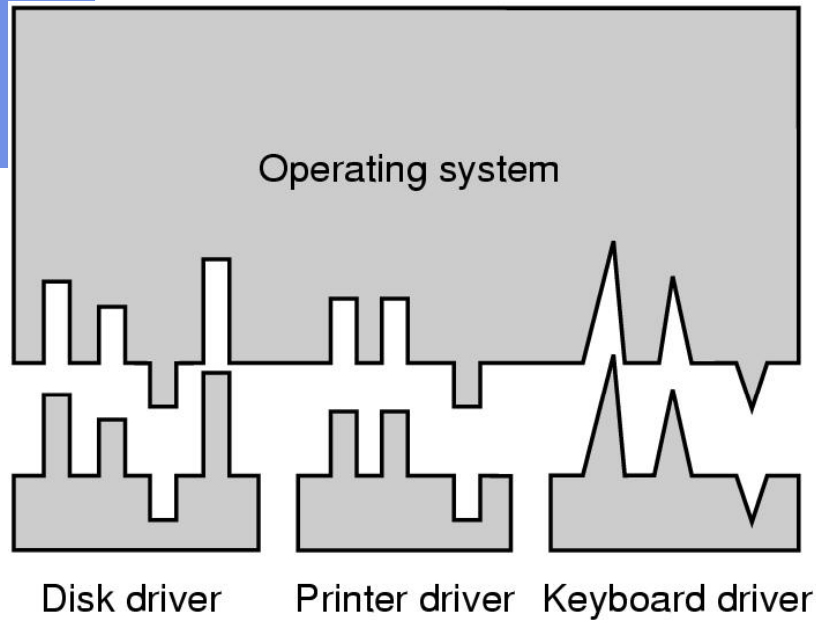 Operating system
Disk driver
Printer driver
Keyboard driver